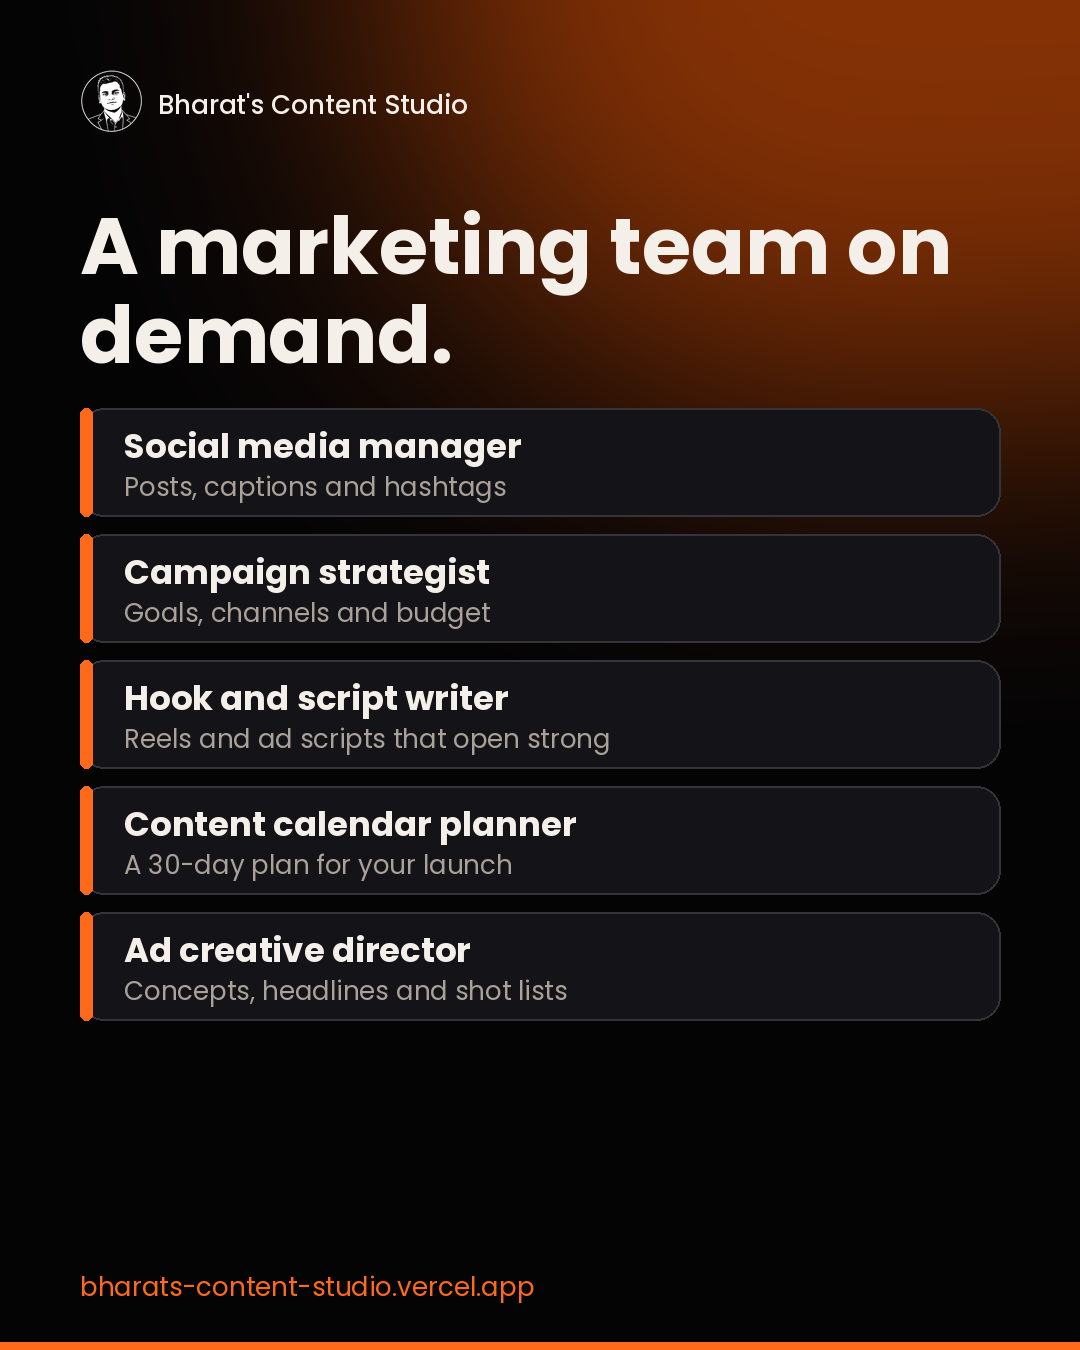 Bharat's Content Studio
A marketing team on
demand.
Social media manager
Posts, captions and hashtags
Campaign strategist
Goals, channels and budget
Hook and script writer
Reels and ad scripts that open strong
Content calendar planner
A 30-day plan for your launch
Ad creative director
Concepts, headlines and shot lists
bharats-content-studio.vercel.app